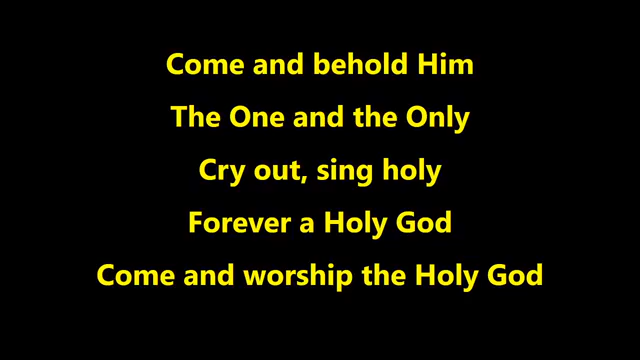 Come and behold Him
The One and the Only
Cry out, sing holy
Forever a Holy God
Come and worship the Holy God